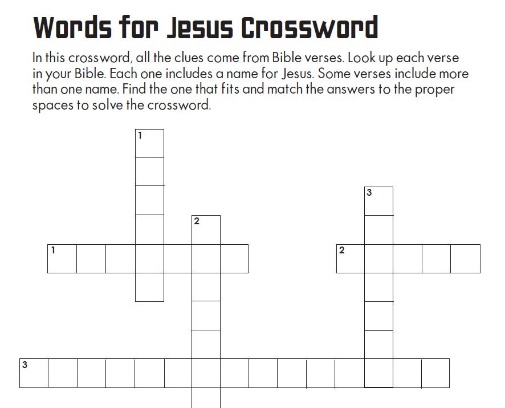 Words for Jesus Crossword
In this crossword, all the clues come from Bible verses. Look up each verse
in your Bible. Each one includes a name for Jesus. Some verses include more
than one name. Find the one that fits and match the answers to the proper
spaces to solve the crossword.
1
3
2
1
2
3